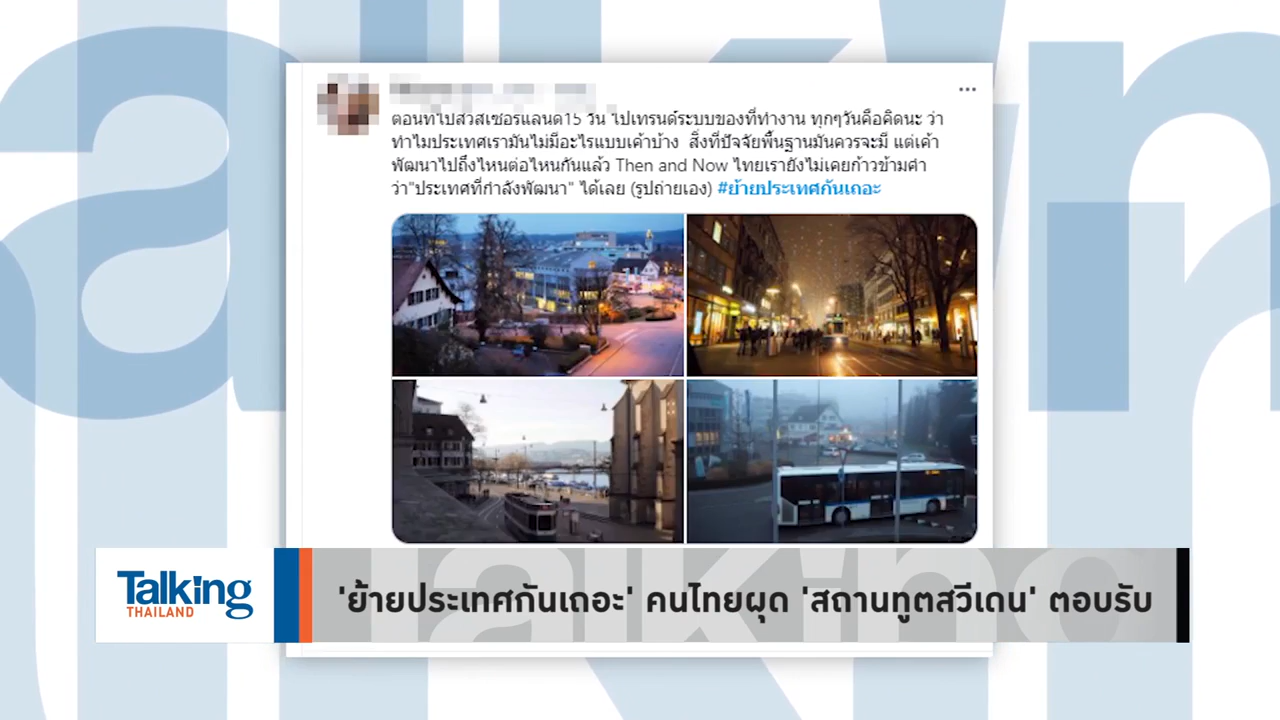 ตอนที่ไปสวิสเซอร์แลนด์15 วัน ไปเทรนด์ระบบของที่ทำงาน ทุกๆวันคือคิดนะ ว่า
ทำไมประเทศเรามันไม่มีอะไรแบบเค้าบ้าง สิ่งที่ปัจจัยพื้นฐานมันควรจะมี แต่เค้า
พัฒนาไปถึงไหนต่อไหนกันแล้ว Then and Now ไทยเรายังไม่เคยก้าวข้ามคำ
ว่า"ประเทศที่กำลังพัฒนา" ได้เลย (รูปถ่ายเอง) #ย้ายประเทศกันเถอะ
Talking
THAILAND
'ย้ายประเทศกันเถอะ' คนไทยผุด 'สถานทูตสวีเดน' ตอบรับ